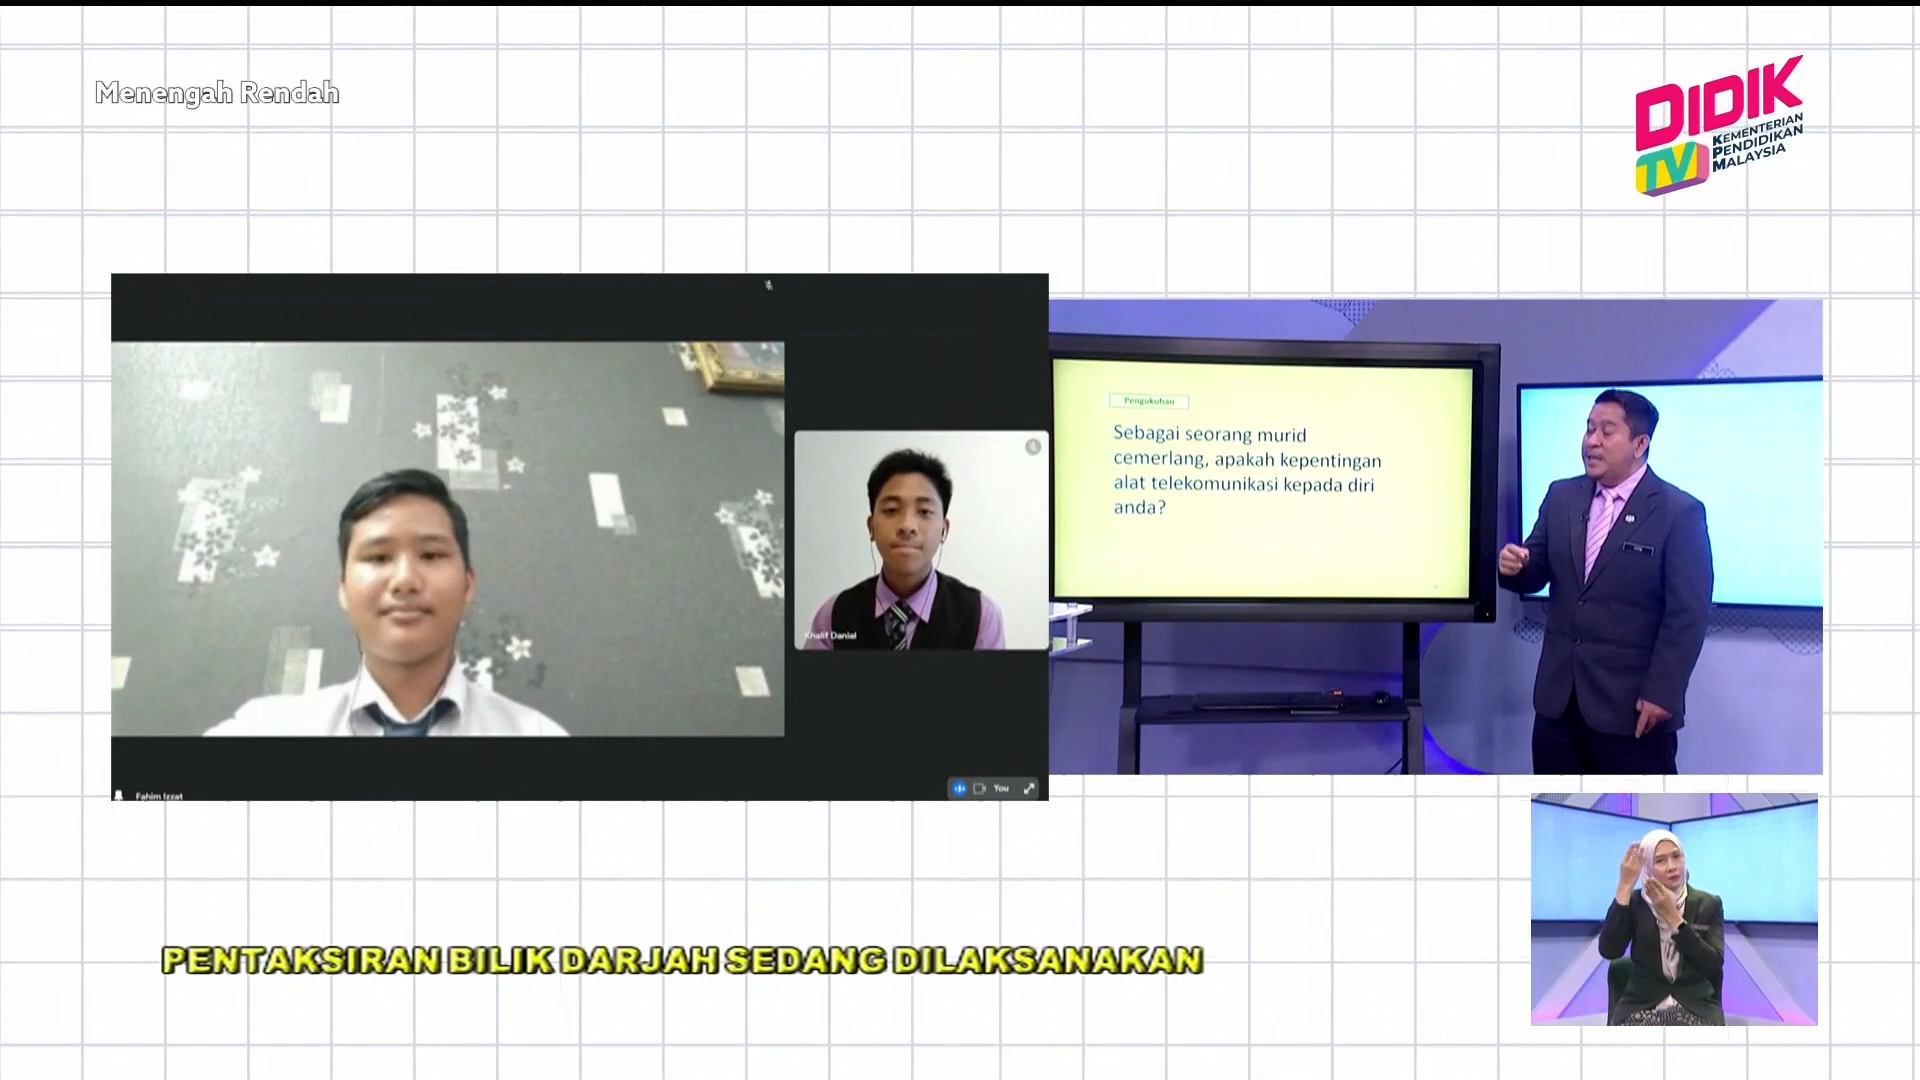 Menengah Rendah
DIDIK
TV
KEMENTERIAN
PENDIDIKAN
MALAYSIA
Khalif Danial
Fahim Izzat
You
Pengukuhan
Sebagai seorang murid
cemerlang, apakah kepentingan
alat telekomunikasi kepada diri
anda?
PENTAKSIRAN BILIK DARJAH SEDANG DILAKSANAKAN